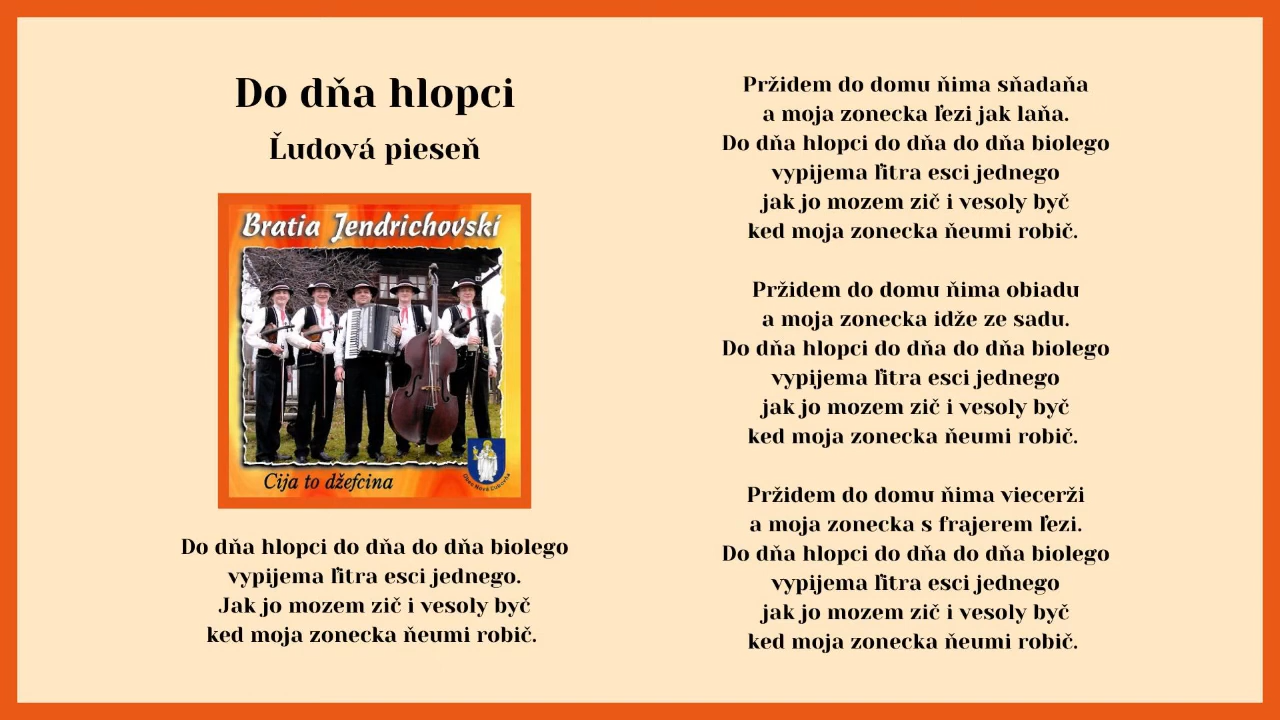 Do dňa hlopci
Ľudová pieseň
Bratia Jendrichovskí
Cija to džefcina
Obec Nová Ľubovňa
Do dňa hlopci do dňa do dňa biolego
vypijema ľitra esci jednego.
Jak jo mozem zič i vesoly byč
ked moja zonecka ňeumi robič.
Pržidem do domu ňima sňadaňa
a moja zonecka ľezi jak laňa.
Do dňa hlopci do dňa do dňa biolego
vypijema ľitra esci jednego
jak jo mozem zič i vesoly byč
ked moja zonecka ňeumi robič.
Pržidem do domu ňima obiadu
a moja zonecka idže ze sadu.
Do dňa hlopci do dňa do dňa biolego
vypijema ľitra esci jednego
jak jo mozem zič i vesoly byč
ked moja zonecka ňeumi robič.
Pržidem do domu ňima viecerži
a moja zonecka s frajerem ľezi.
Do dňa hlopci do dňa do dňa biolego
vypijema ľitra esci jednego
jak jo mozem zič i vesoly byč
ked moja zonecka ňeumi robič.